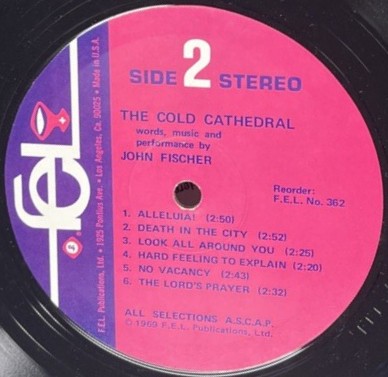 SIDE 2 STEREO
THE COLD CATHEDRAL
words, music and
performance by
JOHN FISCHER
Reorder:
F.E.L. No. 362
1. ALLELUIA! (2:50)
2. DEATH IN THE CITY (2:52)
3. LOOK ALL AROUND YOU (2:25)
4. HARD FEELING TO EXPLAIN (2:20)
5. NO VACANCY (2:43)
6. THE LORD'S PRAYER (2:32)
ALL SELECTIONS A.S.C.A.P.
© 1969 F.E.L. Publications, Ltd.
fel
F.E.L. Publications, Ltd. • 1925 Pontius Ave. • Los Angeles, Ca. 90025 • Made in U.S.A.